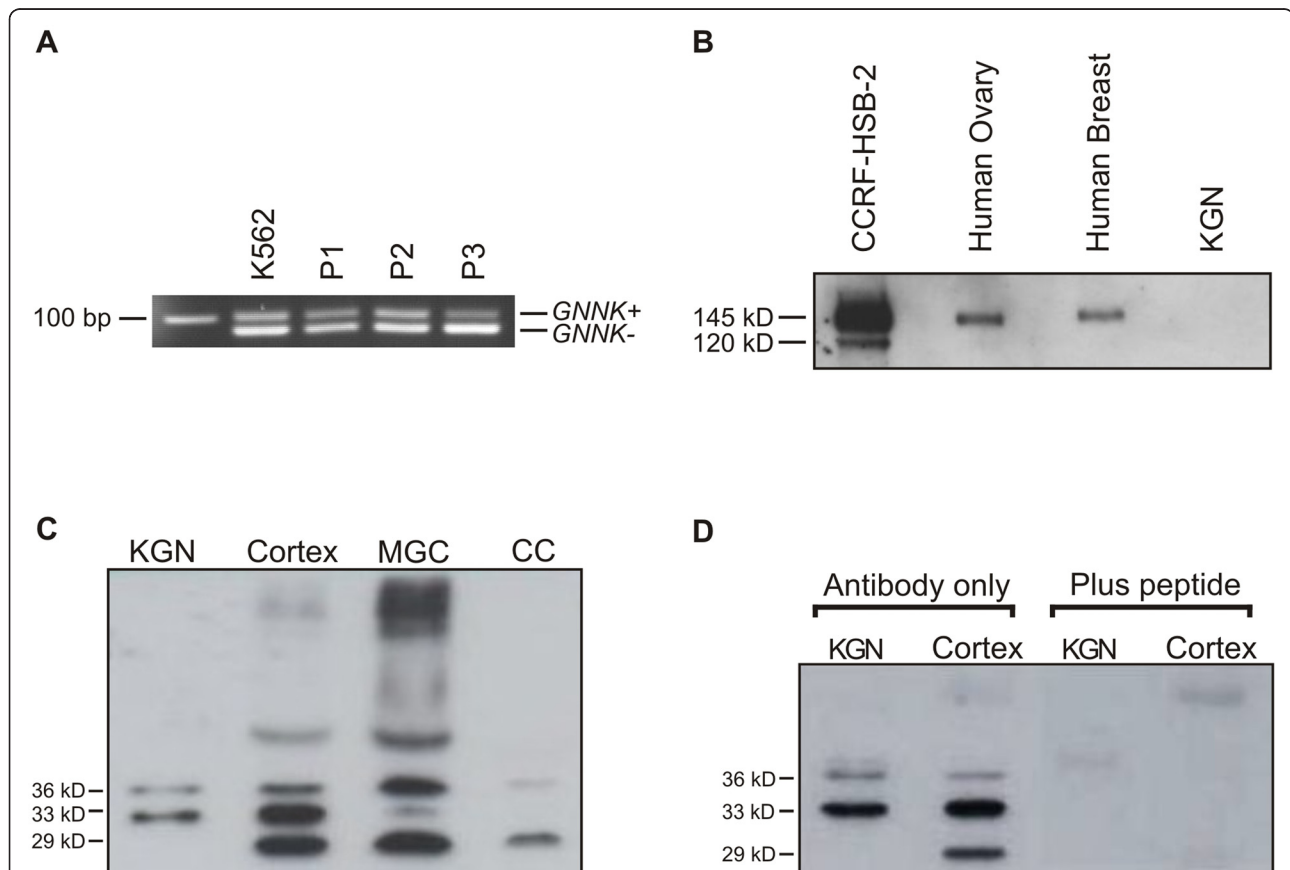 A
K562
P1
P2
P3
100 bp
GNNK+
GNNK-
B
CCRF-HSB-2
Human Ovary
Human Breast
KGN
145 kD
120 kD
C
KGN Cortex MGC CC
36 kD
33 kD
29 kD
D
Antibody only Plus peptide
KGN Cortex KGN Cortex
36 kD
33 kD
29 kD